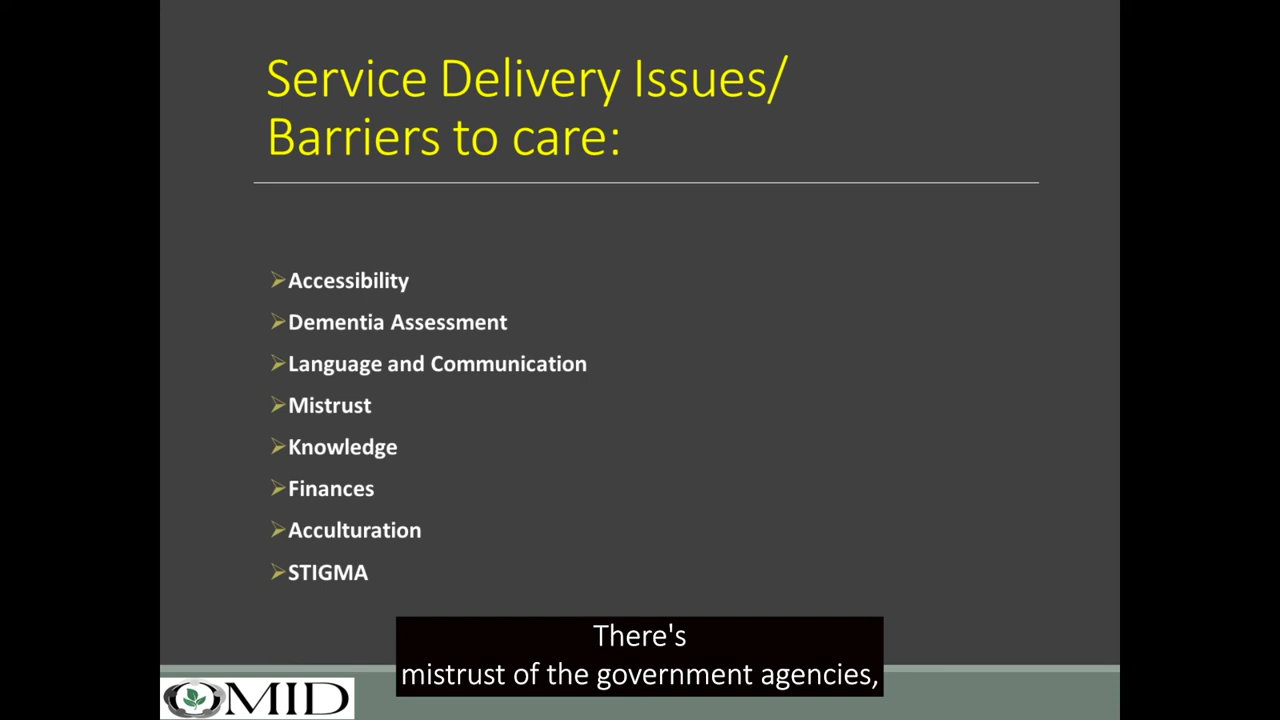 Service Delivery Issues/
Barriers to care:
Accessibility
Dementia Assessment
Language and Communication
Mistrust
Knowledge
Finances
Acculturation
STIGMA
There's
mistrust of the government agencies,
OMID